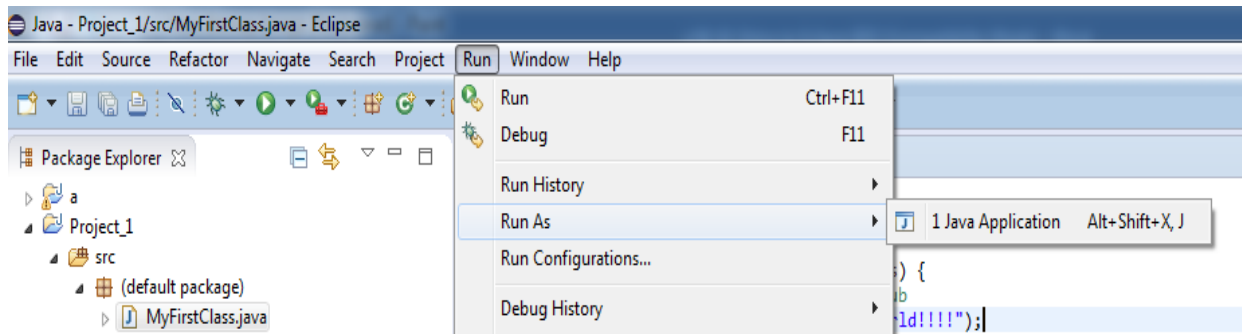 Java - Project_1/src/MyFirstClass.java - Eclipse
File Edit Source Refactor Navigate Search Project Run Window Help
Run Ctrl+F11
Debug F11
Package Explorer
Run History
a
Run As
1 Java Application Alt+Shift+X, J
Project_1
src
Run Configurations...
) {
(default package)
Debug History
MyFirstClass.java
!!!!");